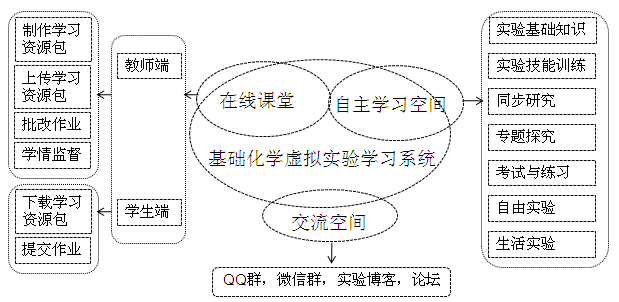 制作学习
资源包
上传学习
资源包
批改作业
学情监督
下载学习
资源包
提交作业
教师端
学生端
在线课堂
自主学习空间
基础化学虚拟实验学习系统
交流空间
QQ群，微信群，实验博客，论坛
实验基础知识
实验技能训练
同步研究
专题探究
考试与练习
自由实验
生活实验